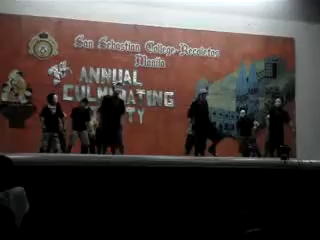 San Sebastian College-Recoletos
Manila
ANNUAL
CULMINATING